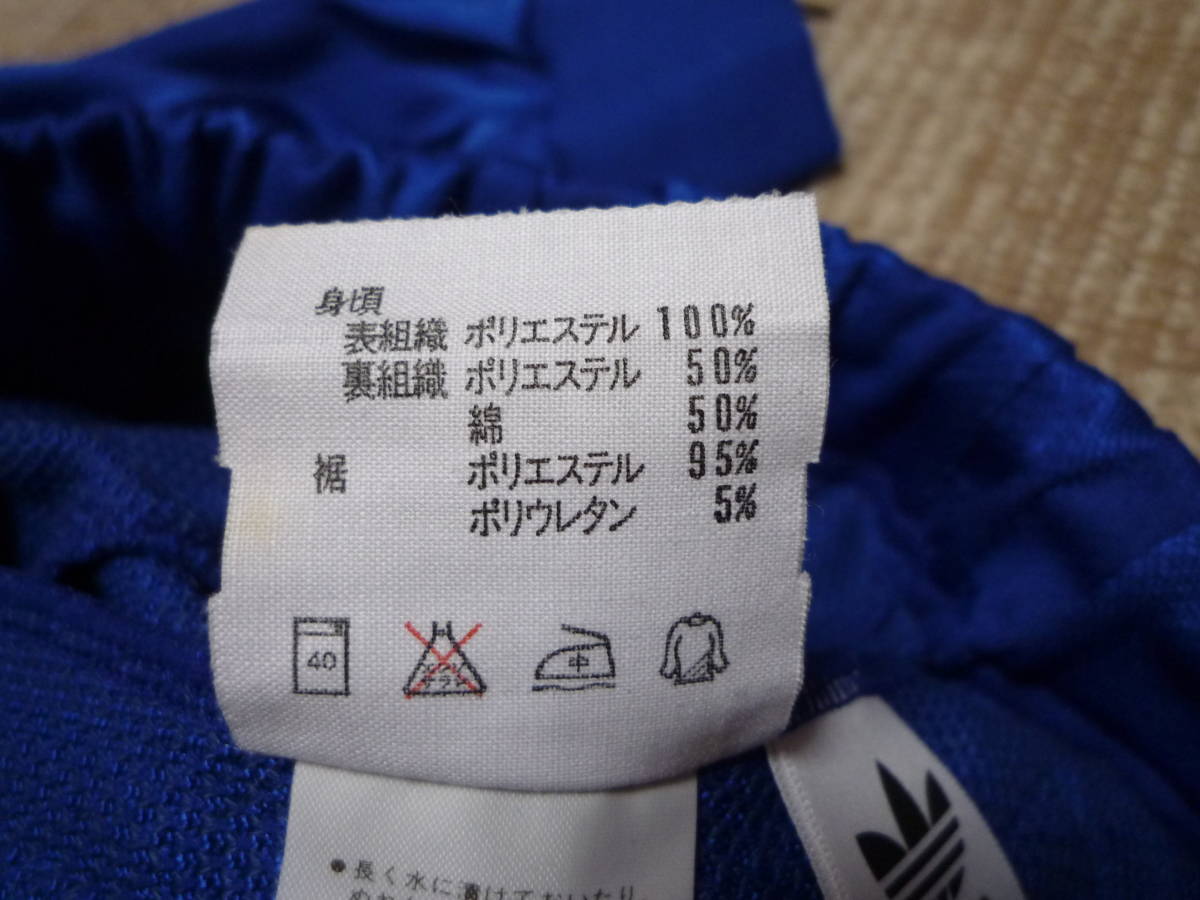 身頃
表組織 ポリエステル 100%
裏組織 ポリエステル 50%
綿 50%
裾 ポリエステル 95%
ポリウレタン 5%
40
中
●長く水に漬けておいたり